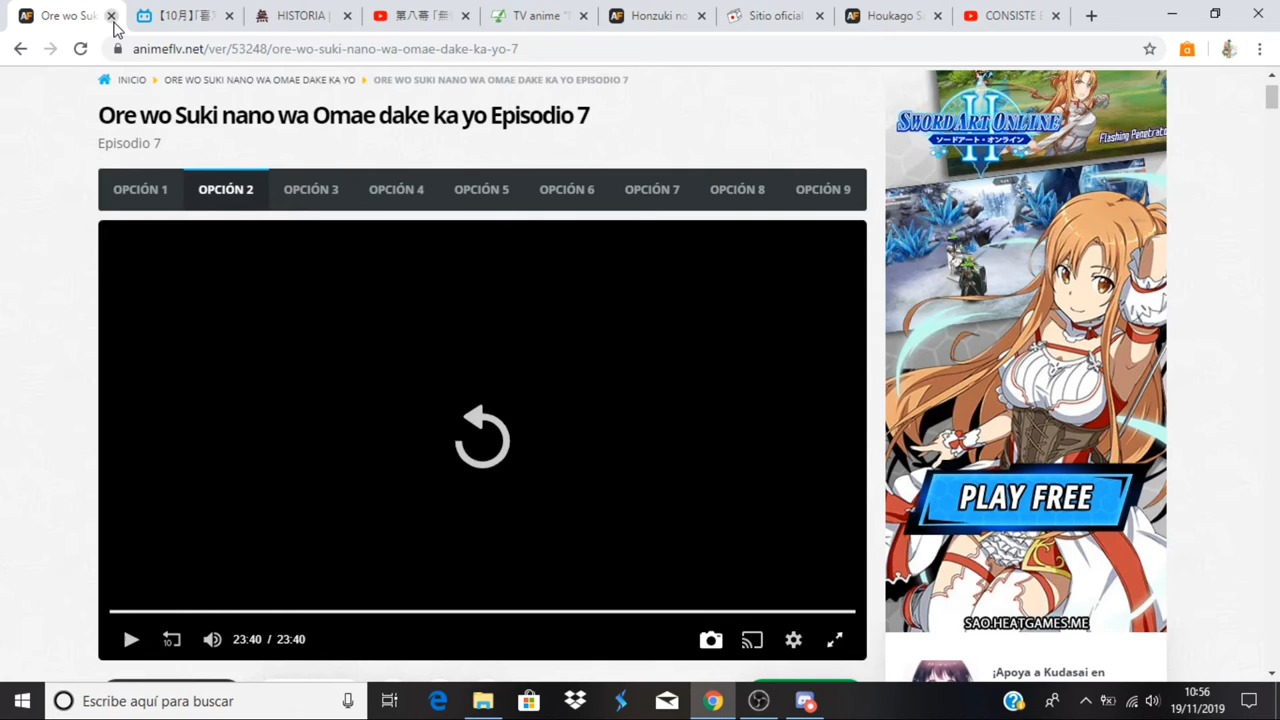 Ore wo Suk
【10月】「喜
HISTORIA |
第八幕 「無
TV anime "
Honzuki no
Sitio oficial
Houkago S
CONSISTE E
animeflv.net/ver/53248/ore-wo-suki-nano-wa-omae-dake-ka-yo-7
INICIO ORE WO SUKI NANO WA OMAE DAKE KA YO ORE WO SUKI NANO WA OMAE DAKE KA YO EPISODIO 7
Ore wo Suki nano wa Omae dake ka yo Episodio 7
Episodio 7
OPCIÓN 1 OPCIÓN 2 OPCIÓN 3 OPCIÓN 4 OPCIÓN 5 OPCIÓN 6 OPCIÓN 7 OPCIÓN 8 OPCIÓN 9
SWORD ART ONLINE
II
ソードアート・オンライン
Flashing Penetrato
PLAY FREE
SAO.HEATGAMES.ME
10
23:40 / 23:40
¡Apoya a Kudasai en
Escribe aquí para buscar
10:56
19/11/2019